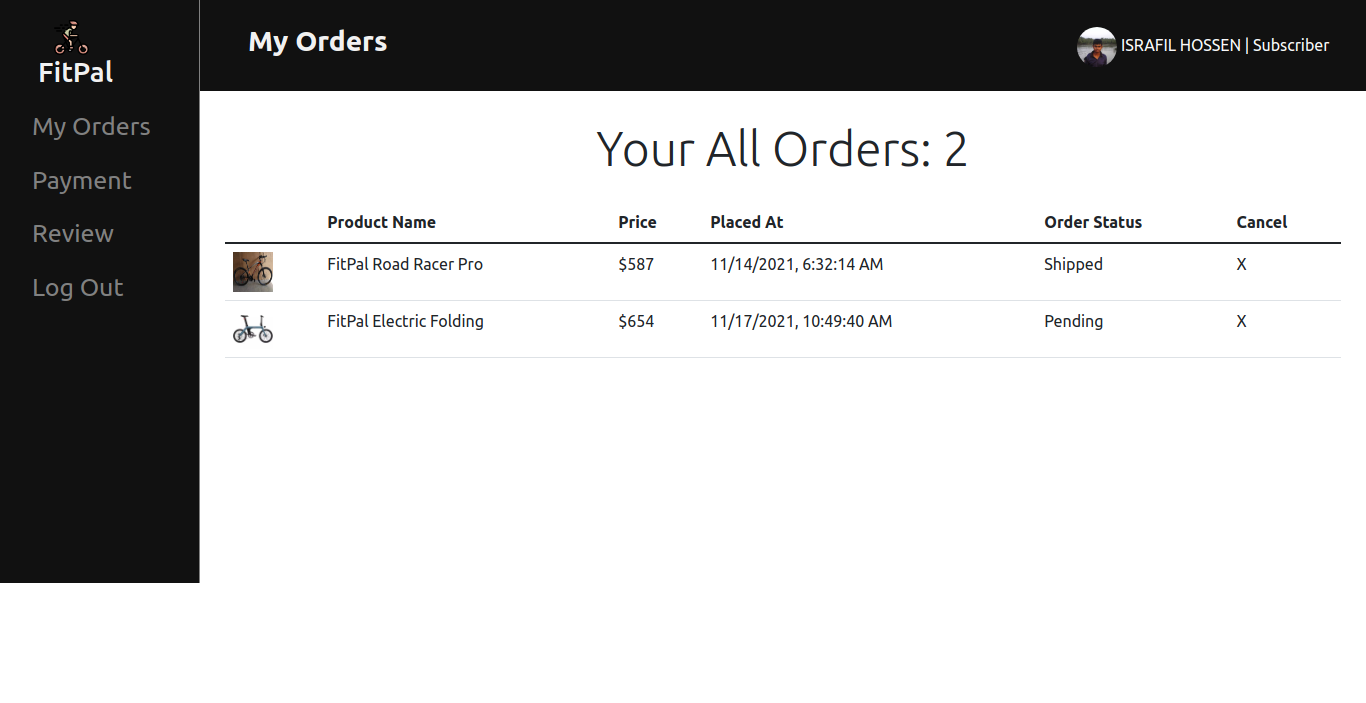 FitPal
My Orders
Payment
Review
Log Out
My Orders
ISRAFIL HOSSEN | Subscriber
Your All Orders: 2
Product Name Price Placed At Order Status Cancel
FitPal Road Racer Pro $587 11/14/2021, 6:32:14 AM Shipped X
FitPal Electric Folding $654 11/17/2021, 10:49:40 AM Pending X